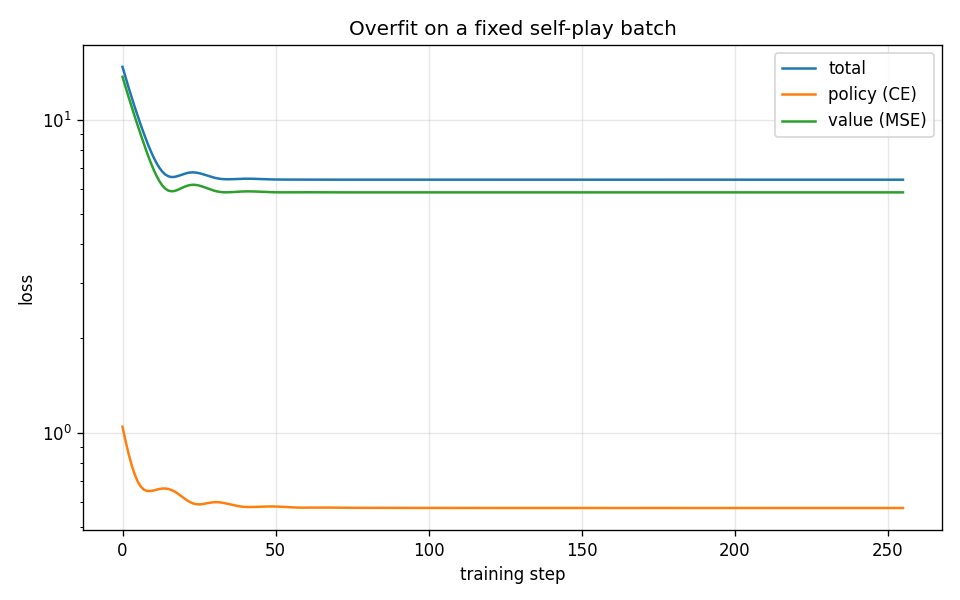 Overfit on a fixed self-play batch
total
policy (CE)
value (MSE)
10¹
10⁰
loss
0 50 100 150 200 250
training step